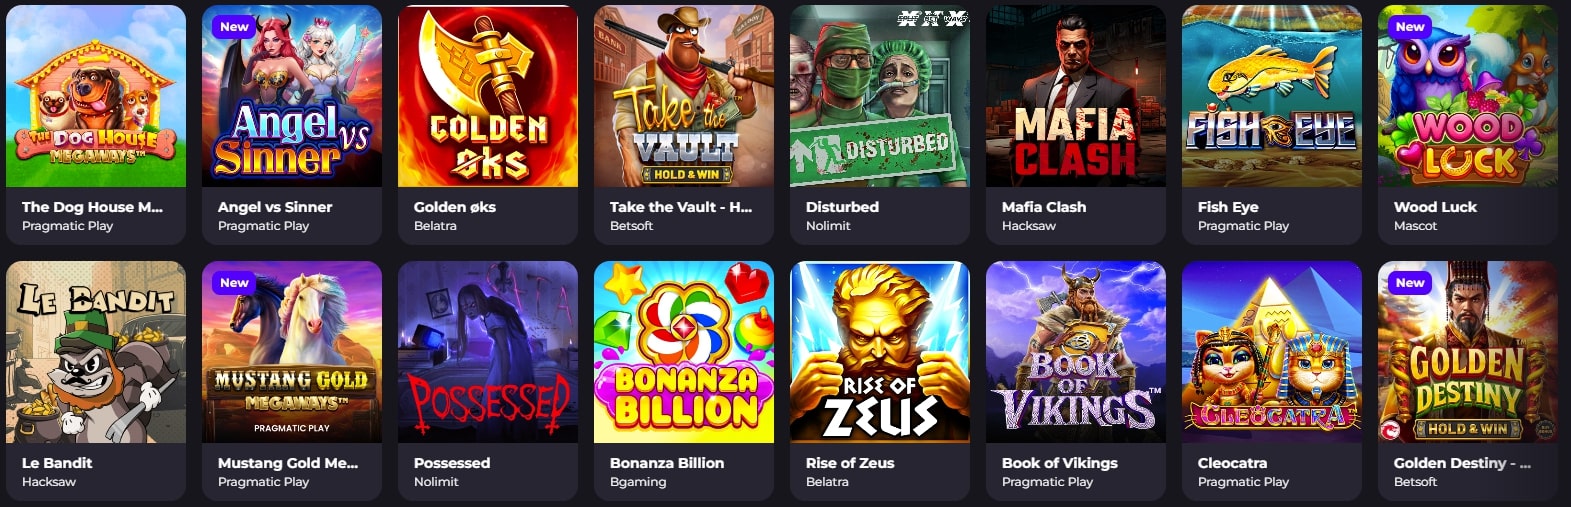 THE DOG HOUSE
MEGAWAYS™
The Dog House M...
Pragmatic Play
New
Angel vs
Sinner
Angel vs Sinner
Pragmatic Play
GOLDEN
ØKS
Golden øks
Belatra
BANK
SALOON
Take the
VAULT
HOLD & WIN
Take the Vault - H...
Betsoft
DISTURBED
Disturbed
Nolimit
MAFIA
CLASH
Mafia Clash
Hacksaw
FISH EYE
Fish Eye
Pragmatic Play
New
WOOD
LUCK
Wood Luck
Mascot
LE BANDIT
Le Bandit
Hacksaw
New
MUSTANG GOLD
MEGAWAYS™
PRAGMATIC PLAY
Mustang Gold Me...
Pragmatic Play
POSSESSED
Possessed
Nolimit
BONANZA
BILLION
Bonanza Billion
Bgaming
RISE OF
ZEUS
Rise of Zeus
Belatra
BOOK
OF
VIKINGS™
Book of Vikings
Pragmatic Play
CLEOCATRA
Cleocatra
Pragmatic Play
New
GOLDEN
DESTINY
HOLD & WIN
Golden Destiny - ...
Betsoft